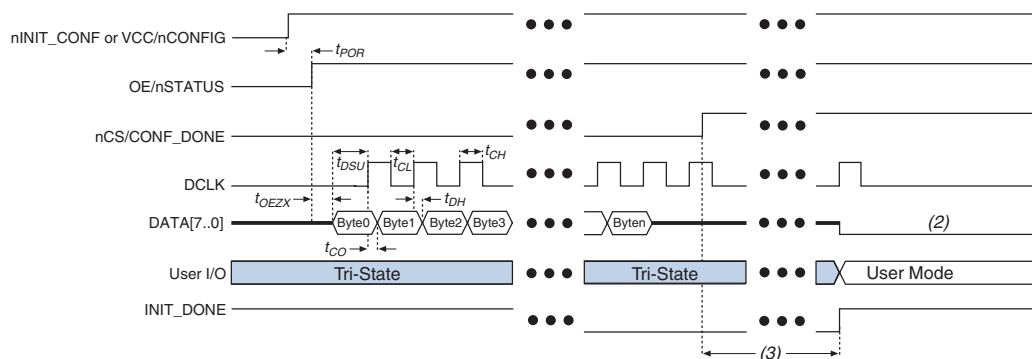 nINIT_CONF or VCC/nCONFIG
tPOR
OE/nSTATUS
nCS/CONF_DONE
tDSU
tCL
tCH
DCLK
tOEZX
tDH
DATA[7..0]
Byte0
Byte1
Byte2
Byte3
Byten
(2)
tCO
User I/O
Tri-State
Tri-State
User Mode
INIT_DONE
(3)